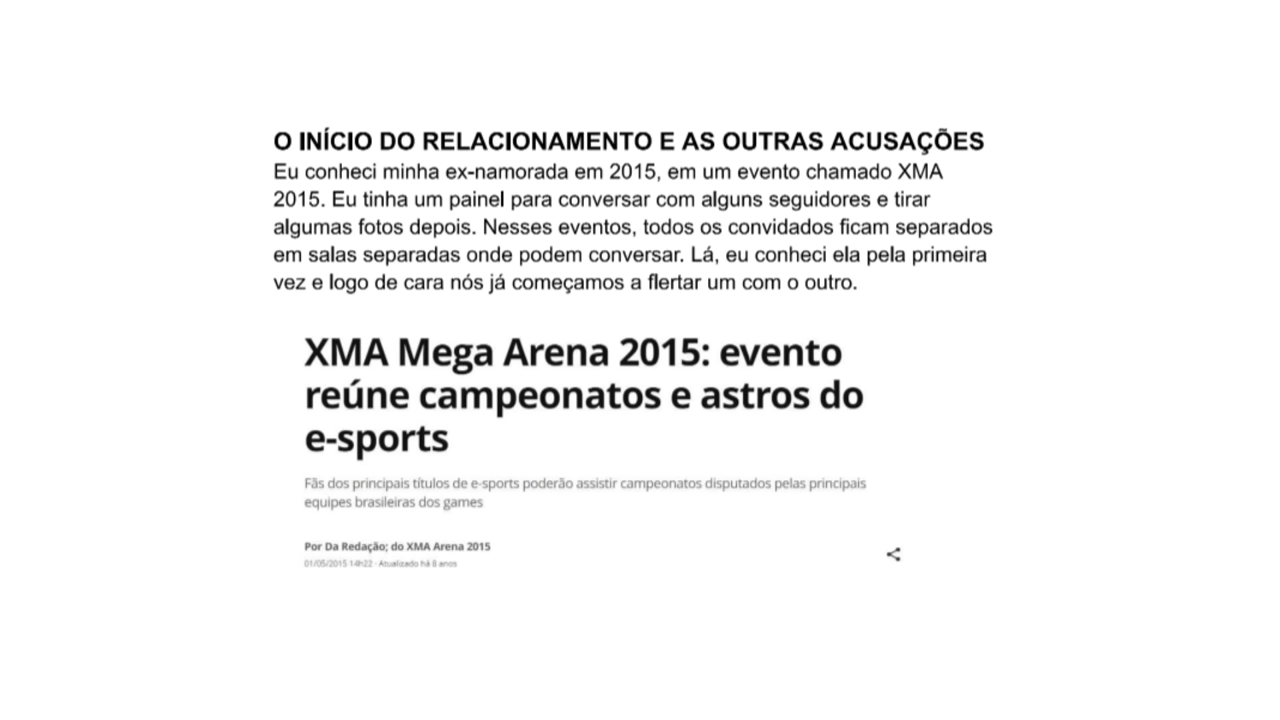 O INÍCIO DO RELACIONAMENTO E AS OUTRAS ACUSAÇÕES
Eu conheci minha ex-namorada em 2015, em um evento chamado XMA
2015. Eu tinha um painel para conversar com alguns seguidores e tirar
algumas fotos depois. Nesses eventos, todos os convidados ficam separados
em salas separadas onde podem conversar. Lá, eu conheci ela pela primeira
vez e logo de cara nós já começamos a flertar um com o outro.
XMA Mega Arena 2015: evento
reúne campeonatos e astros do
e-sports
Fãs dos principais títulos de e-sports poderão assistir campeonatos disputados pelas principais
equipes brasileiras dos games
Por Da Redação; do XMA Arena 2015
01/05/2015 14h22 · Atualizado há 8 anos